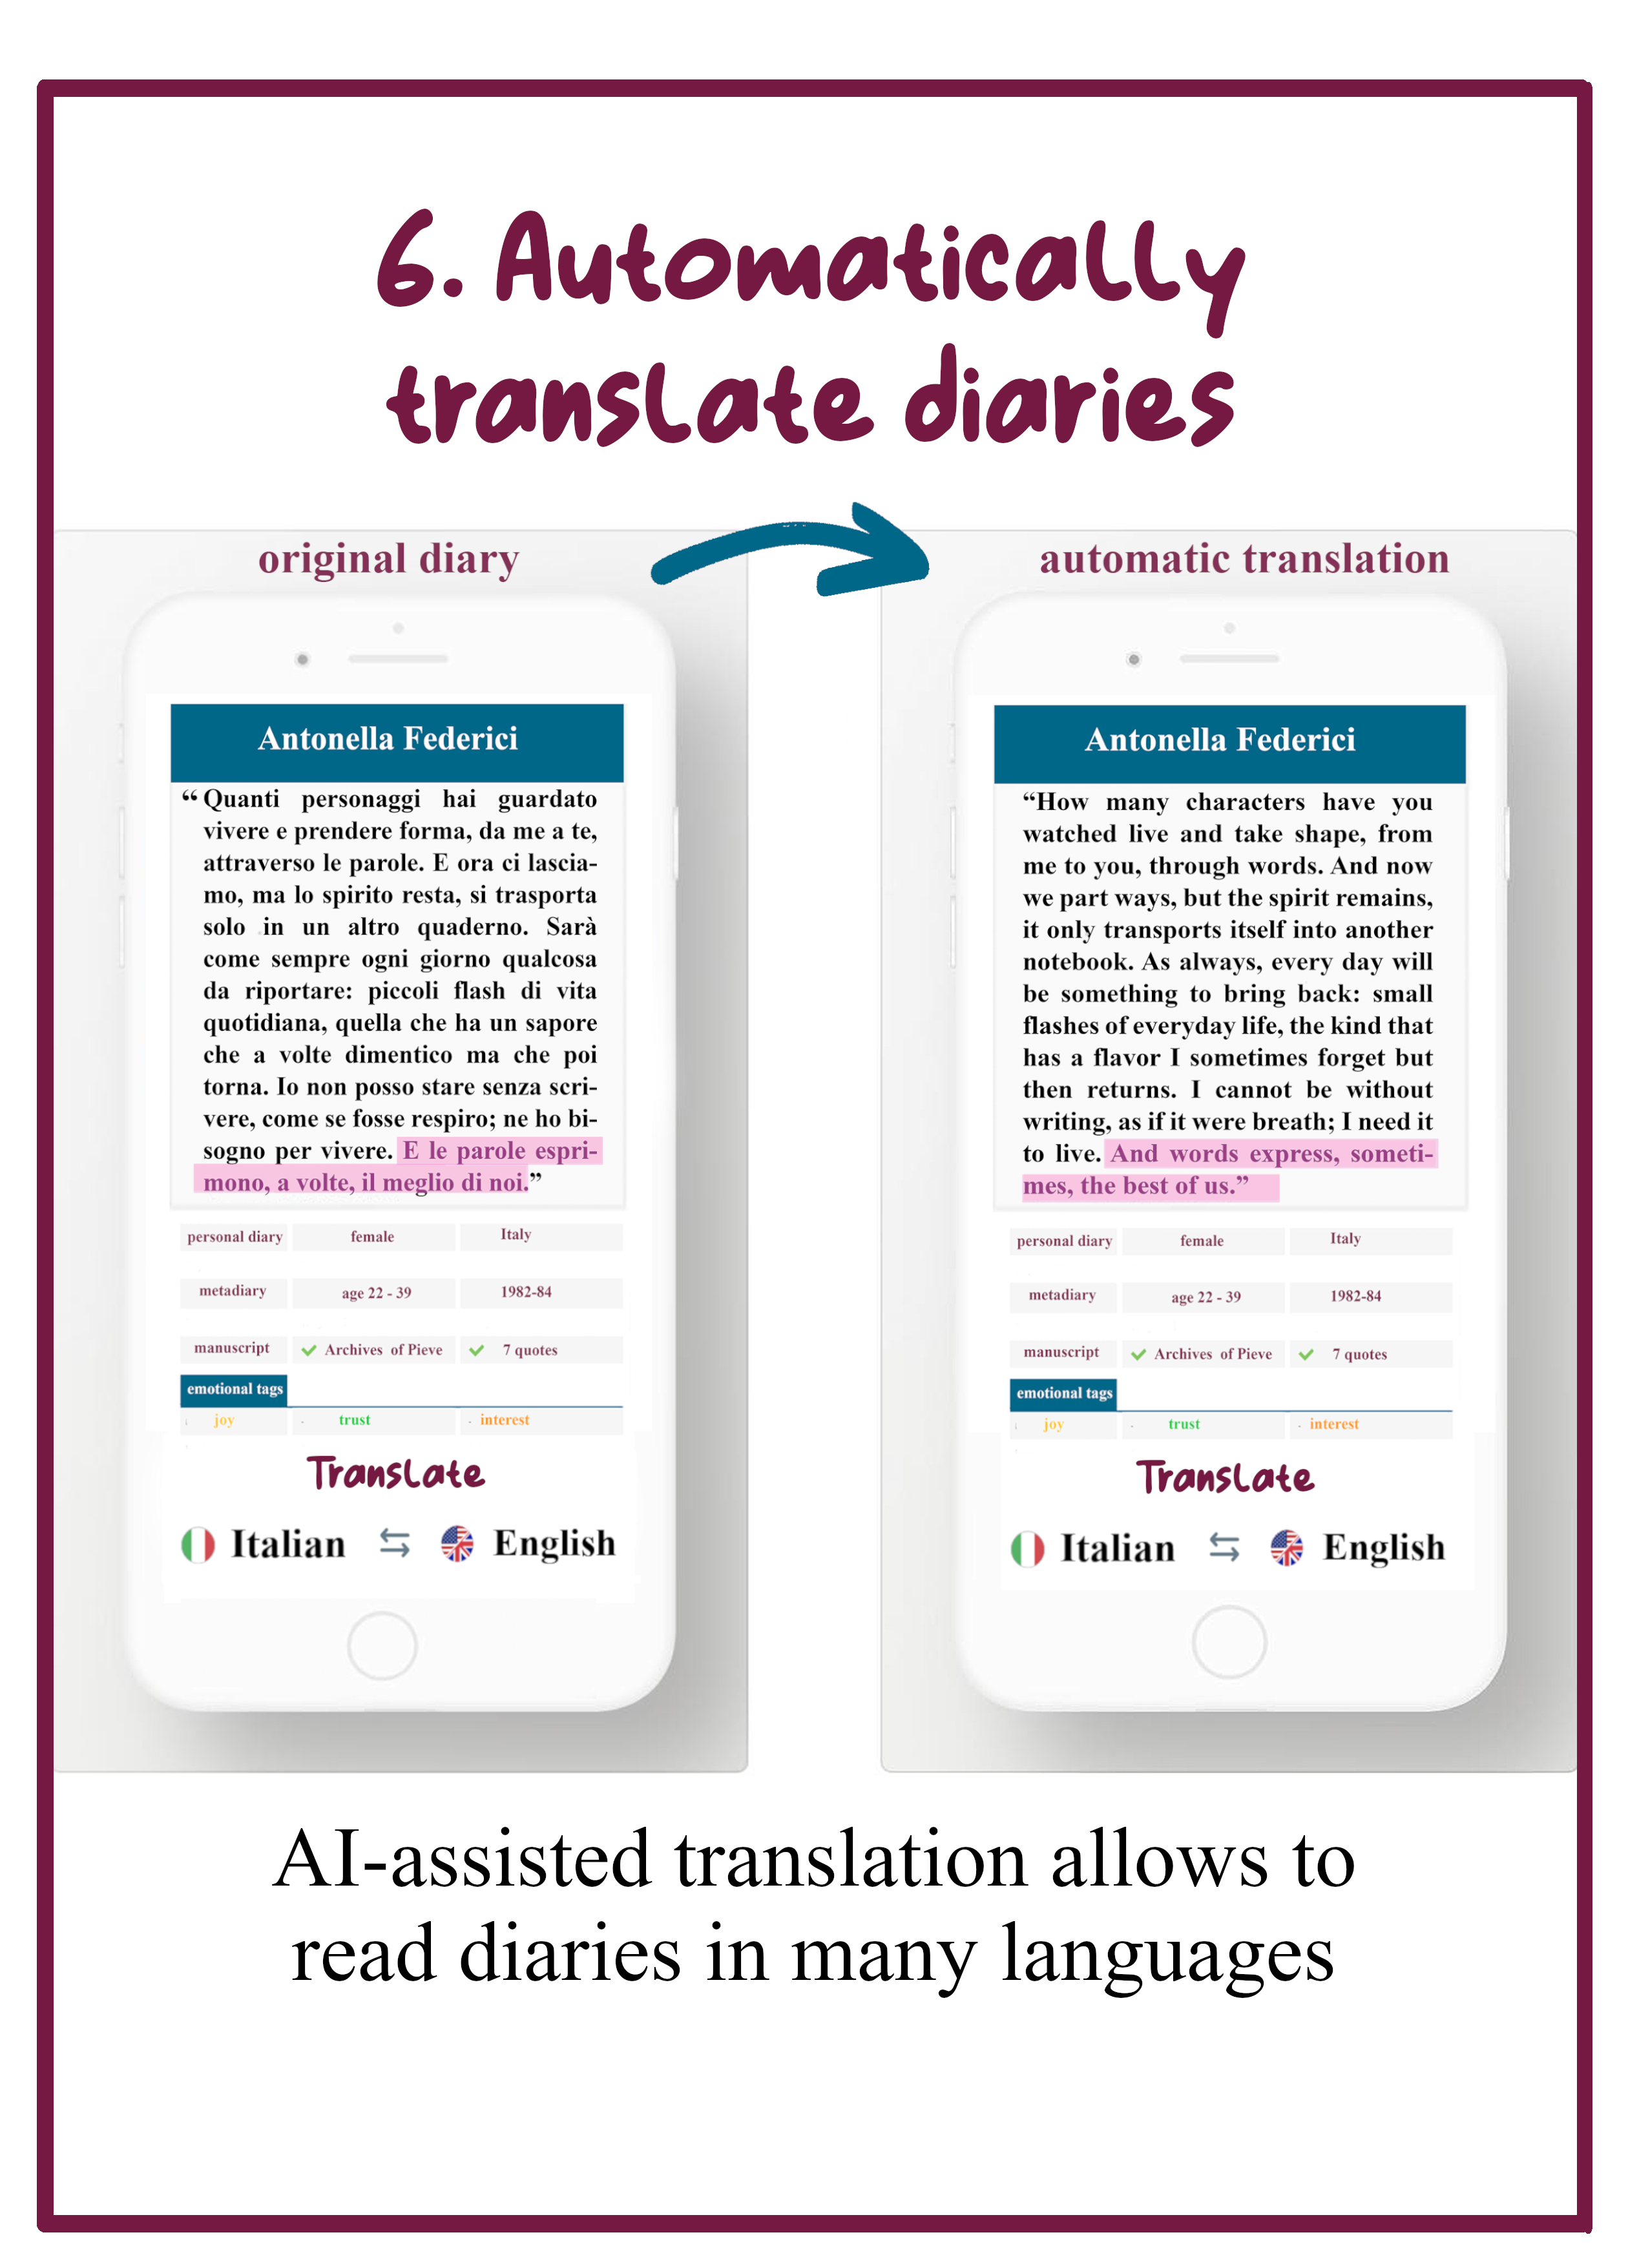 6. Automatically
translate diaries
original diary
Antonella Federici
“Quanti personaggi hai guardato
vivere e prendere forma, da me a te,
attraverso le parole. E ora ci lascia-
mo, ma lo spirito resta, si trasporta
solo in un altro quaderno. Sarà
come sempre ogni giorno qualcosa
da riportare: piccoli flash di vita
quotidiana, quella che ha un sapore
che a volte dimentico ma che poi
torna. Io non posso stare senza scri-
vere, come se fosse respiro; ne ho bi-
sogno per vivere. E le parole espri-
mono, a volte, il meglio di noi.”
personal diary female Italy
metadiary age 22 - 39 1982-84
manuscript Archives of Pieve 7 quotes
emotional tags
joy trust interest
Translate
Italian English
automatic translation
Antonella Federici
“How many characters have you
watched live and take shape, from
me to you, through words. And now
we part ways, but the spirit remains,
it only transports itself into another
notebook. As always, every day will
be something to bring back: small
flashes of everyday life, the kind that
has a flavor I sometimes forget but
then returns. I cannot be without
writing, as if it were breath; I need it
to live. And words express, someti-
mes, the best of us.”
personal diary female Italy
metadiary age 22 - 39 1982-84
manuscript Archives of Pieve 7 quotes
emotional tags
joy trust interest
Translate
Italian English
AI-assisted translation allows to
read diaries in many languages